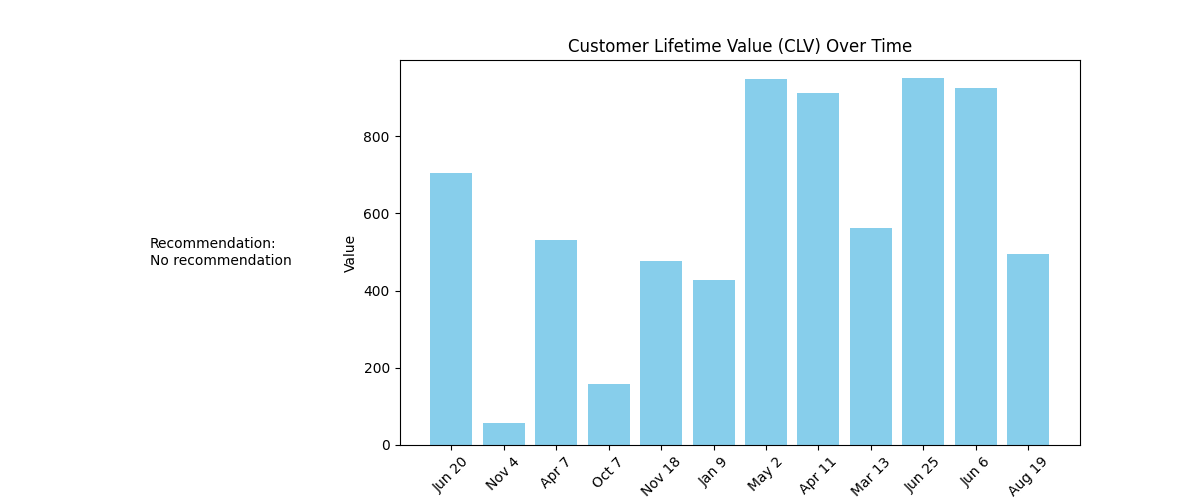 Customer Lifetime Value (CLV) Over Time
Recommendation:
No recommendation
Value
800
600
400
200
0
Jun 20
Nov 4
Apr 7
Oct 7
Nov 18
Jan 9
May 2
Apr 11
Mar 13
Jun 25
Jun 6
Aug 19